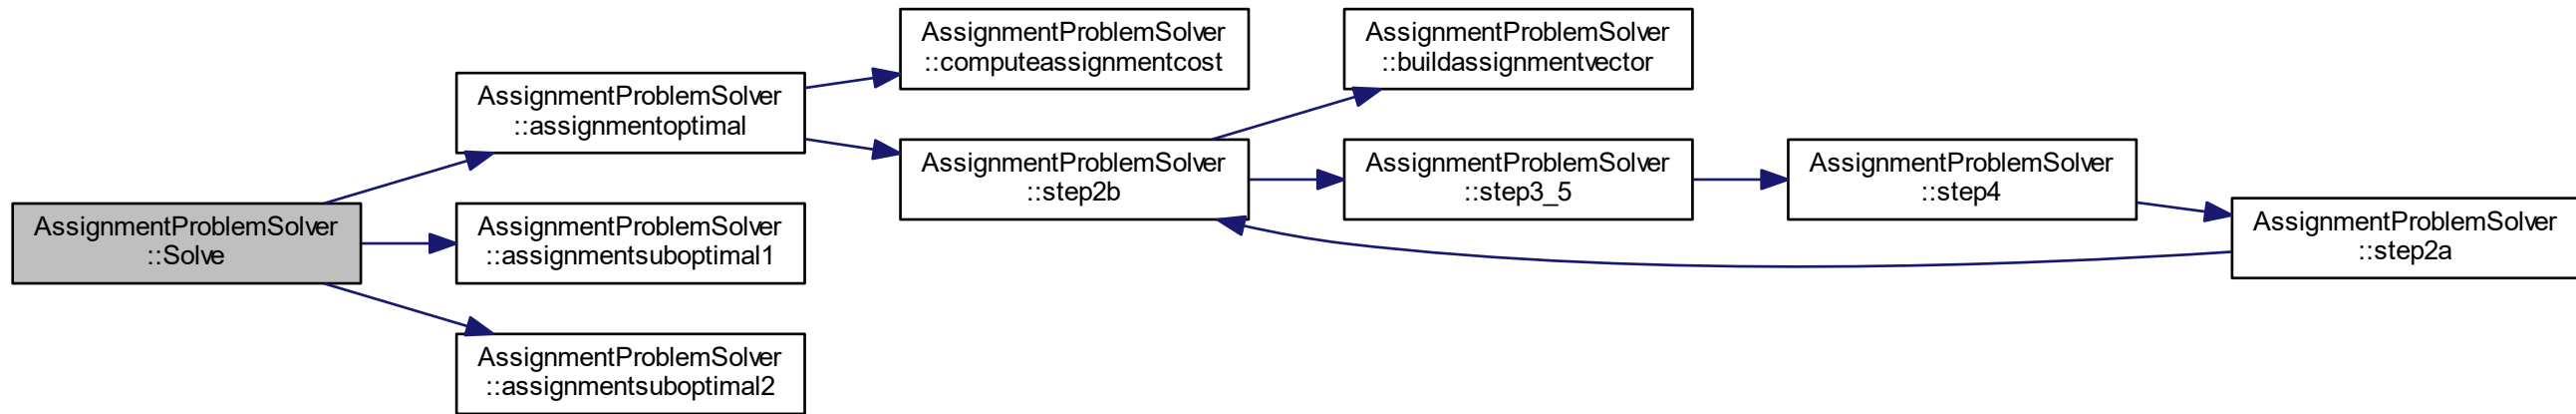 AssignmentProblemSolver
::Solve
AssignmentProblemSolver
::assignmentoptimal
AssignmentProblemSolver
::assignmentsuboptimal1
AssignmentProblemSolver
::assignmentsuboptimal2
AssignmentProblemSolver
::computeassignmentcost
AssignmentProblemSolver
::step2b
AssignmentProblemSolver
::buildassignmentvector
AssignmentProblemSolver
::step3_5
AssignmentProblemSolver
::step4
AssignmentProblemSolver
::step2a